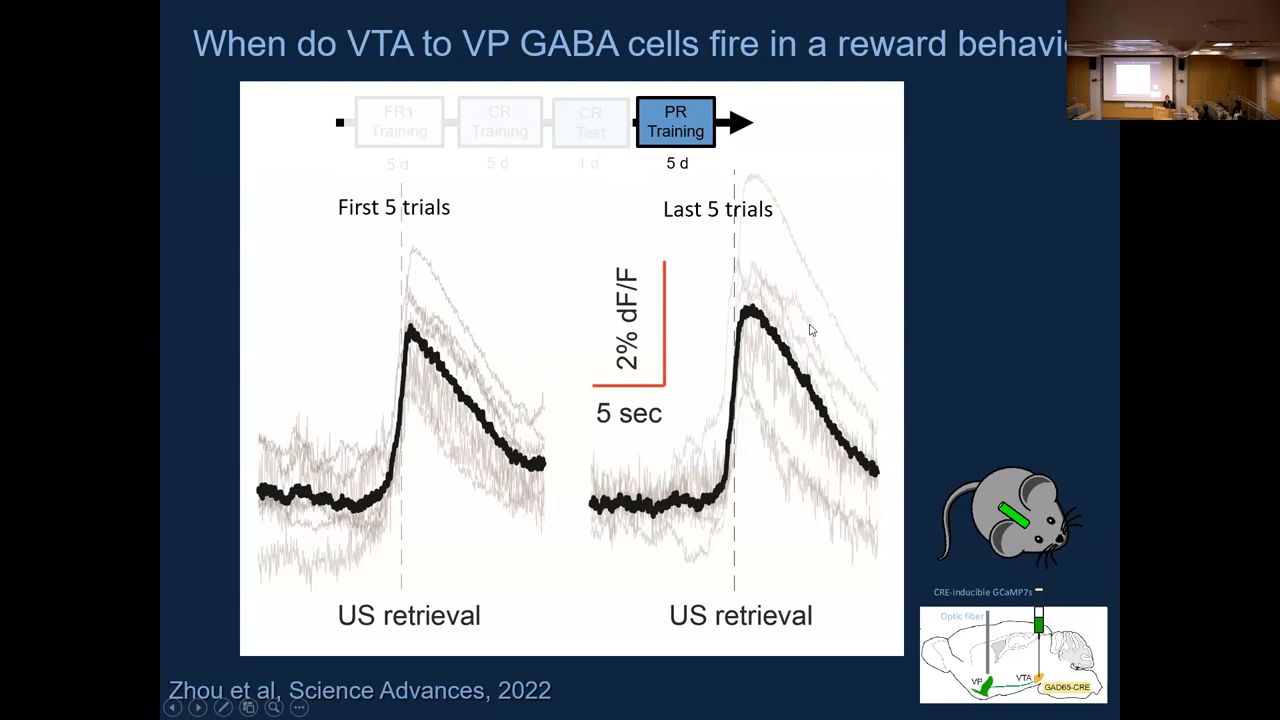 When do VTA to VP GABA cells fire in a reward behavi
FR1
Training
CR
Training
CR
Test
PR
Training
5 d
5 d
1 d
5 d
First 5 trials
Last 5 trials
2% dF/F
5 sec
US retrieval
US retrieval
CRE-inducible GCaMP7s
Optic fiber
VP
VTA
GAD65-CRE
Zhou et al, Science Advances, 2022